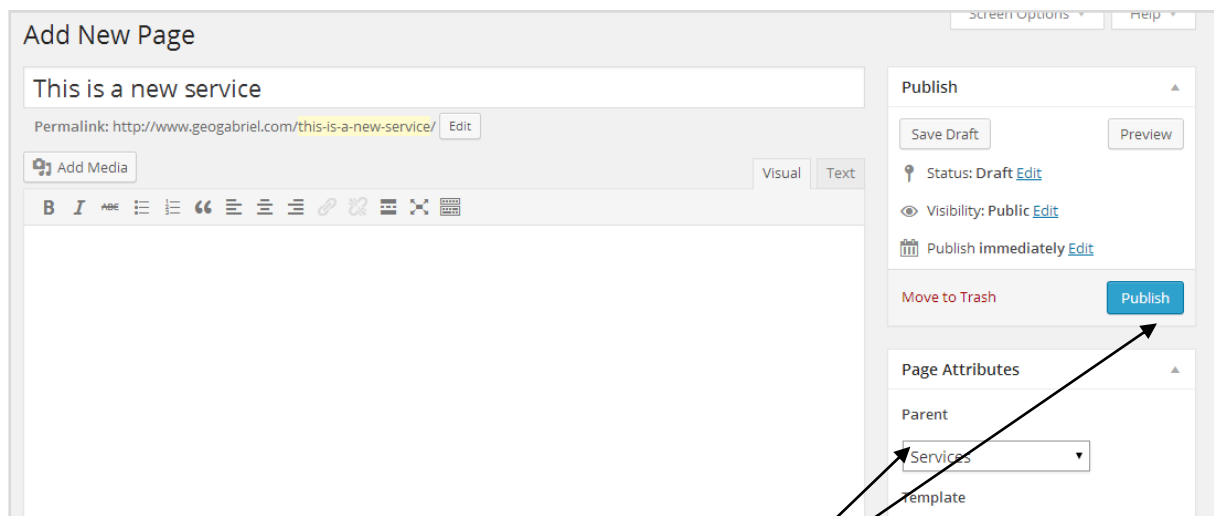 Screen Options Help
Add New Page
This is a new service
Permalink: http://www.geogabriel.com/this-is-a-new-service/ Edit
Add Media
Visual Text
B I ABC
Publish
Save Draft Preview
Status: Draft Edit
Visibility: Public Edit
Publish immediately Edit
Move to Trash Publish
Page Attributes
Parent
Services
Template